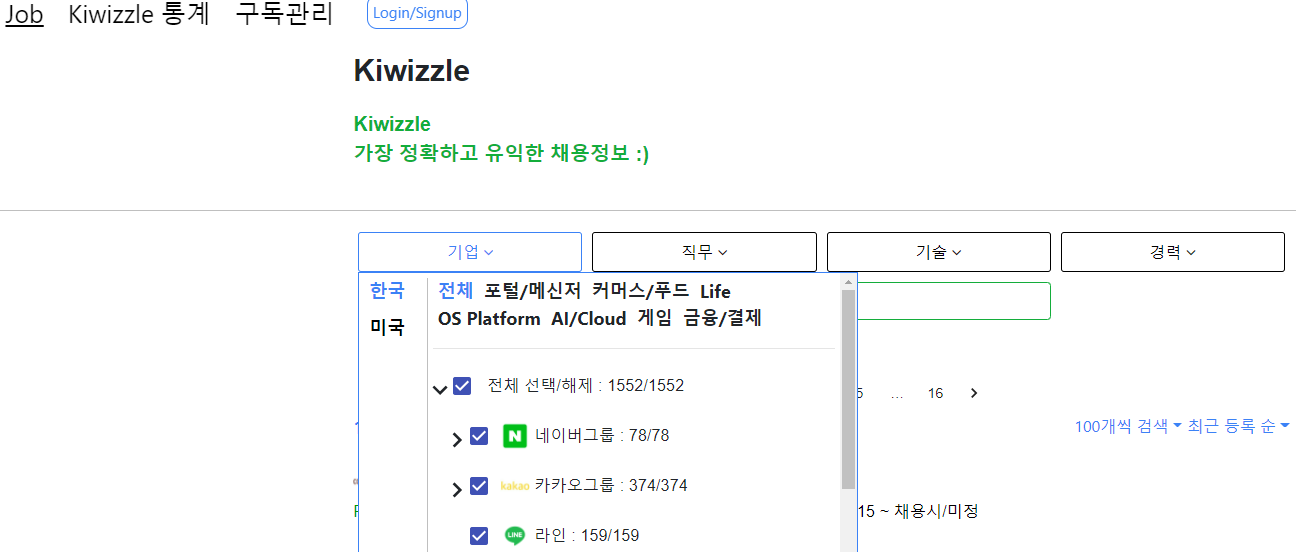 Job Kiwizzle 통계 구독관리 Login/Signup
Kiwizzle
Kiwizzle
가장 정확하고 유익한 채용정보 :)
기업 직무 기술 경력
한국 전체 포털/메신저 커머스/푸드 Life
미국 OS Platform AI/Cloud 게임 금융/결제
전체 선택/해제 : 1552/1552
... 16
100개씩 검색 최근 등록 순
N 네이버그룹 : 78/78
kakao 카카오그룹 : 374/374
15 ~ 채용시/미정
LINE 라인 : 159/159